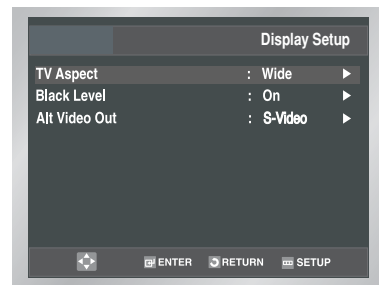 Display Setup
TV Aspect : Wide
Black Level : On
Alt Video Out : S-Video
ENTER RETURN SETUP